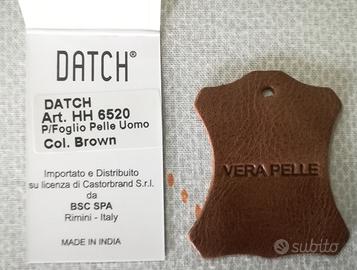 DATCH®
DATCH
Art. HH 6520
P/Foglio Pelle Uomo
Col. Brown
Importato e Distribuito
su licenza di Castorbrand S.r.l.
da
BSC SPA
Rimini - Italy
MADE IN INDIA
VERA PELLE
subito